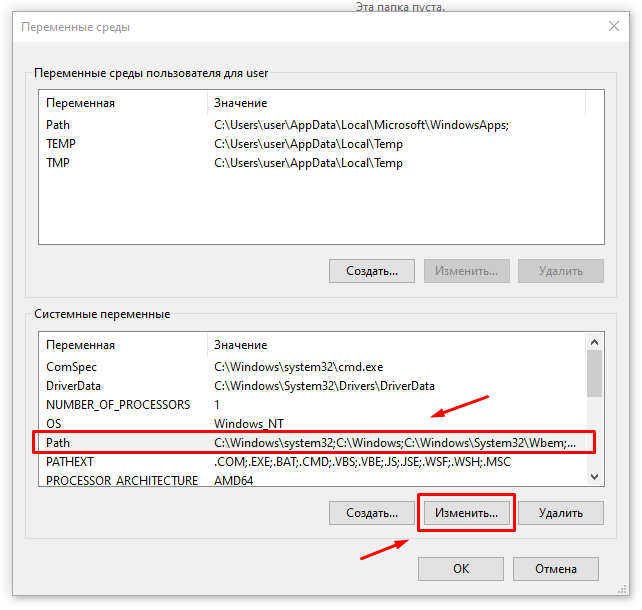 Эта папка пуста.
Переменные среды
Переменные среды пользователя для user
Переменная Значение
Path C:\Users\user\AppData\Local\Microsoft\WindowsApps;
TEMP C:\Users\user\AppData\Local\Temp
TMP C:\Users\user\AppData\Local\Temp
Создать... Изменить... Удалить
Системные переменные
Переменная Значение
ComSpec C:\Windows\system32\cmd.exe
DriverData C:\Windows\System32\Drivers\DriverData
NUMBER_OF_PROCESSORS 1
OS Windows_NT
Path C:\Windows\system32;C:\Windows;C:\Windows\System32\Wbem;...
PATHEXT .COM;.EXE;.BAT;.CMD;.VBS;.VBE;.JS;.JSE;.WSF;.WSH;.MSC
PROCESSOR_ARCHITECTURE AMD64
Создать... Изменить... Удалить
OK Отмена